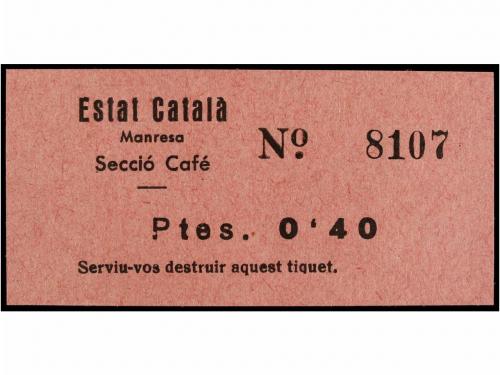 Estat Català
Manresa
Secció Café
Nº 8107
Ptes. 0'40
Serviu-vos destruir aquest tiquet.